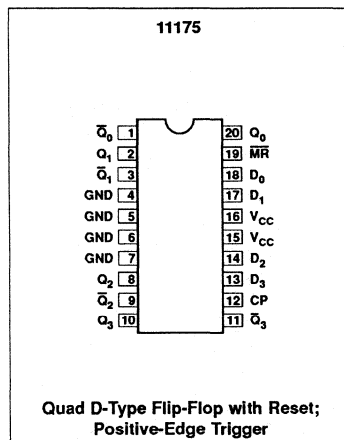 11175
Q̅0 1 20 Q0
Q1 2 19 M̅R̅
Q̅1 3 18 D0
GND 4 17 D1
GND 5 16 VCC
GND 6 15 VCC
GND 7 14 D2
Q2 8 13 D3
Q̅2 9 12 CP
Q3 10 11 Q̅3
Quad D-Type Flip-Flop with Reset;
Positive-Edge Trigger